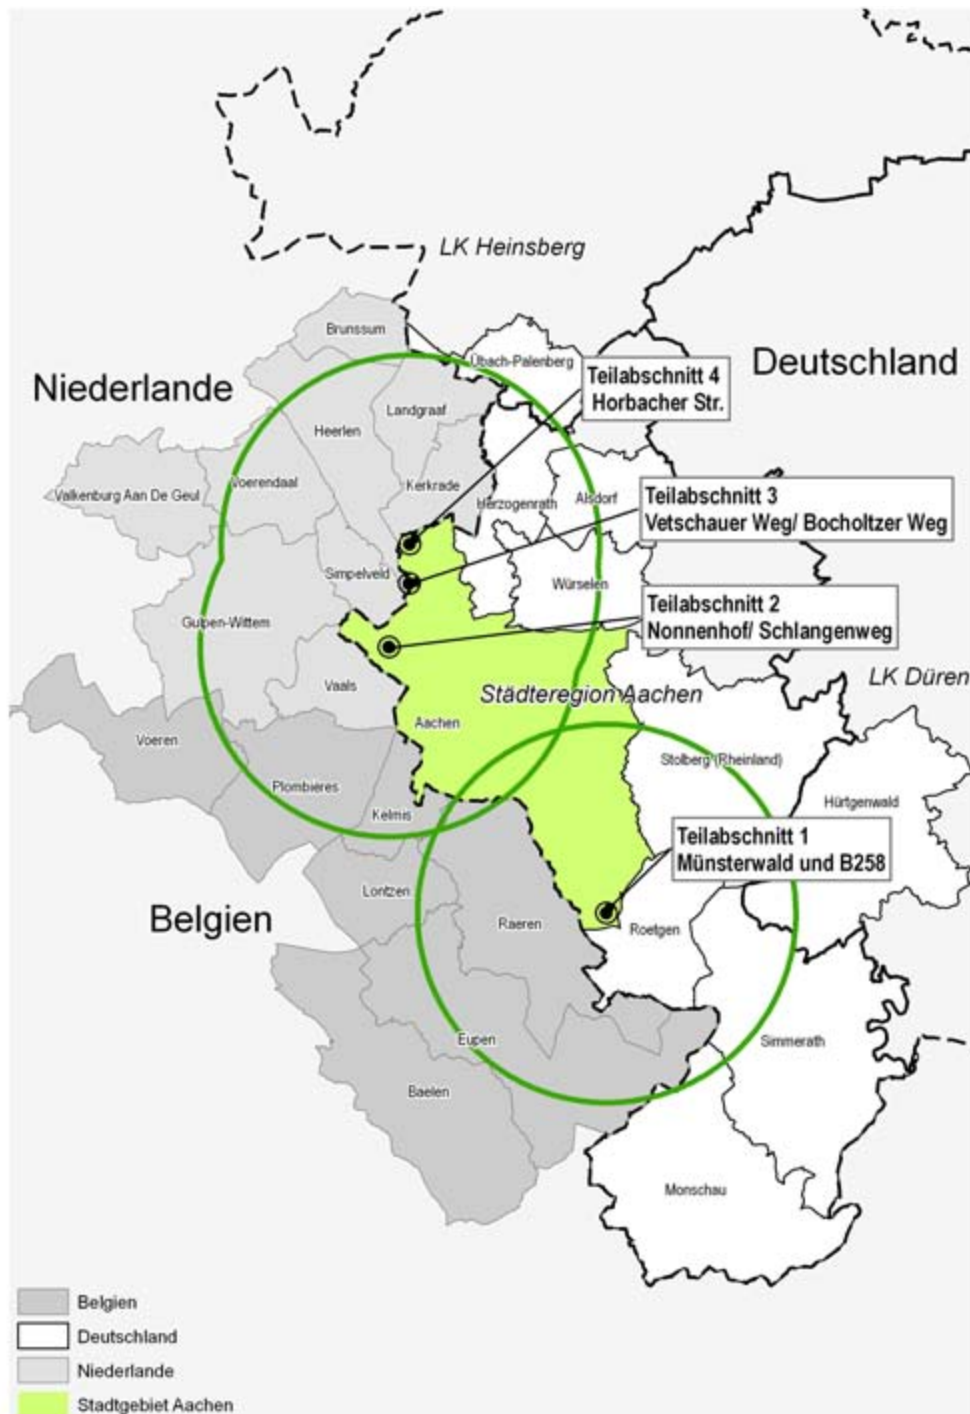 LK Heinsberg
Brunssum
Übach-Palenberg
Deutschland
Niederlande
Teilabschnitt 4
Horbacher Str.
Landgraaf
Heerlen
Voerendaal
Kerkrade
Valkenburg Aan De Geul
Herzogenrath
Alsdorf
Teilabschnitt 3
Vetschauer Weg/ Bocholtzer Weg
Simpelveld
Würselen
Teilabschnitt 2
Nonnenhof/ Schlangenweg
Gulpen-Wittem
Vaals
Städteregion Aachen
LK Düren
Aachen
Voeren
Stolberg (Rheinland)
Plombières
Kelmis
Hürtgenwald
Teilabschnitt 1
Münsterwald und B258
Lontzen
Belgien
Raeren
Roetgen
Eupen
Simmerath
Baelen
Monschau
Belgien
Deutschland
Niederlande
Stadtgebiet Aachen